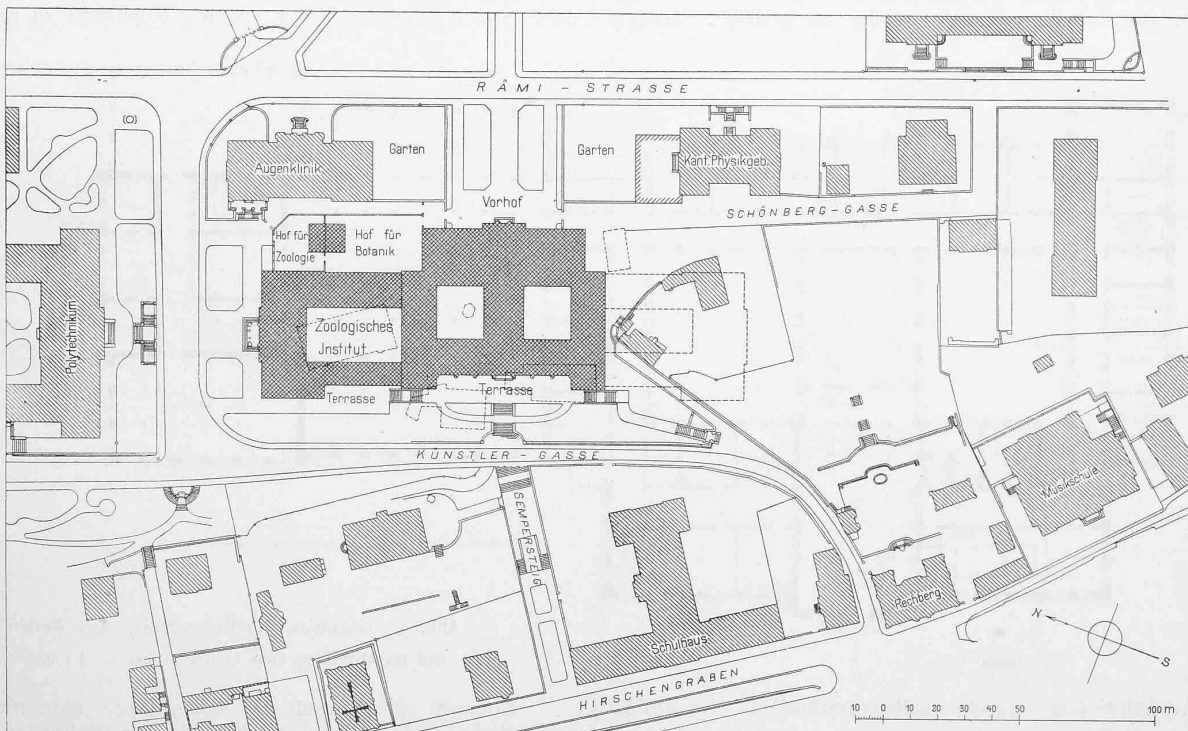 RÄMI - STRASSE
(O)
Augenklinik
Garten
Garten
Kant. Physikgeb.
Vorhof
SCHÖNBERG - GASSE
Hof für
Zoologie
Hof für
Botanik
Polytechnikum
Zoologisches
Jnstitut
Terrasse
Terrasse
KÜNSTLER - GASSE
SEMPERSTEIG
Musikschule
Rechberg
Schulhaus
HIRSCHENGRABEN
N
S
10 0 10 20 30 40 50 100 m